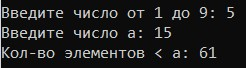 Введите число от 1 до 9: 5
Введите число a: 15
Кол-во элементов < a: 61